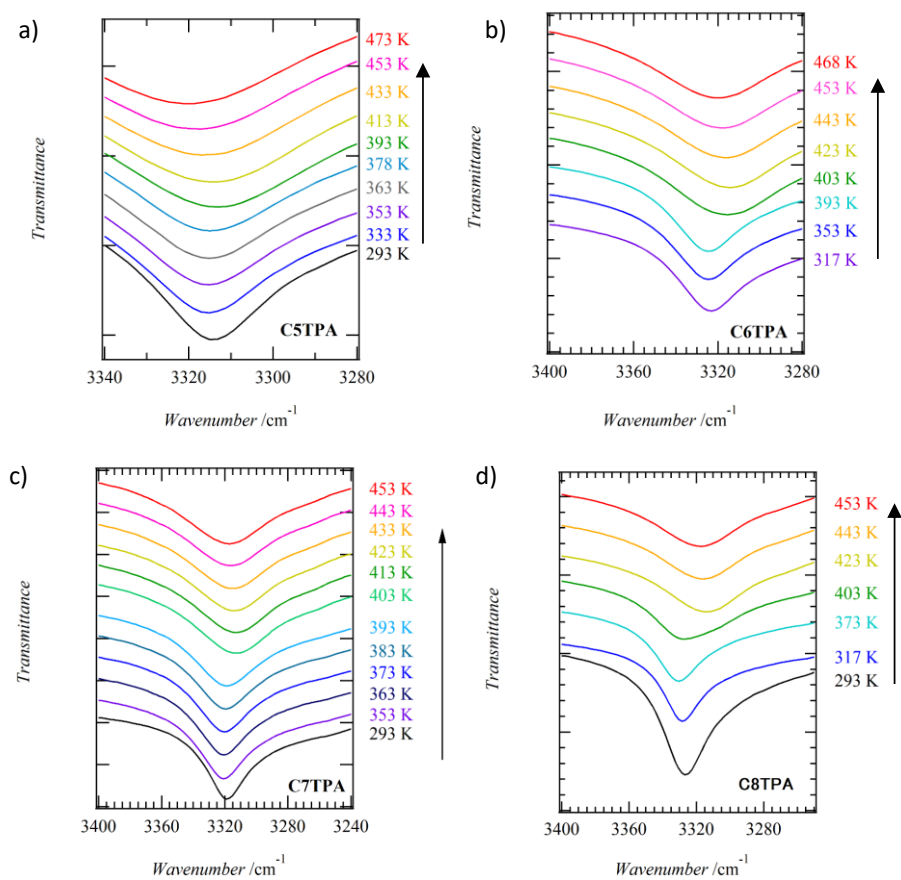 a)
Transmittance
473 K
453 K
433 K
413 K
393 K
378 K
363 K
353 K
333 K
293 K
C5TPA
3340
3320
3300
3280
Wavenumber /cm-1
b)
Transmittance
468 K
453 K
443 K
423 K
403 K
393 K
353 K
317 K
C6TPA
3400
3360
3320
3280
Wavenumber /cm-1
c)
Transmittance
453 K
443 K
433 K
423 K
413 K
403 K
393 K
383 K
373 K
363 K
353 K
293 K
C7TPA
3400
3360
3320
3280
3240
Wavenumber /cm-1
d)
Transmittance
453 K
443 K
423 K
403 K
373 K
317 K
293 K
C8TPA
3400
3360
3320
3280
Wavenumber /cm-1